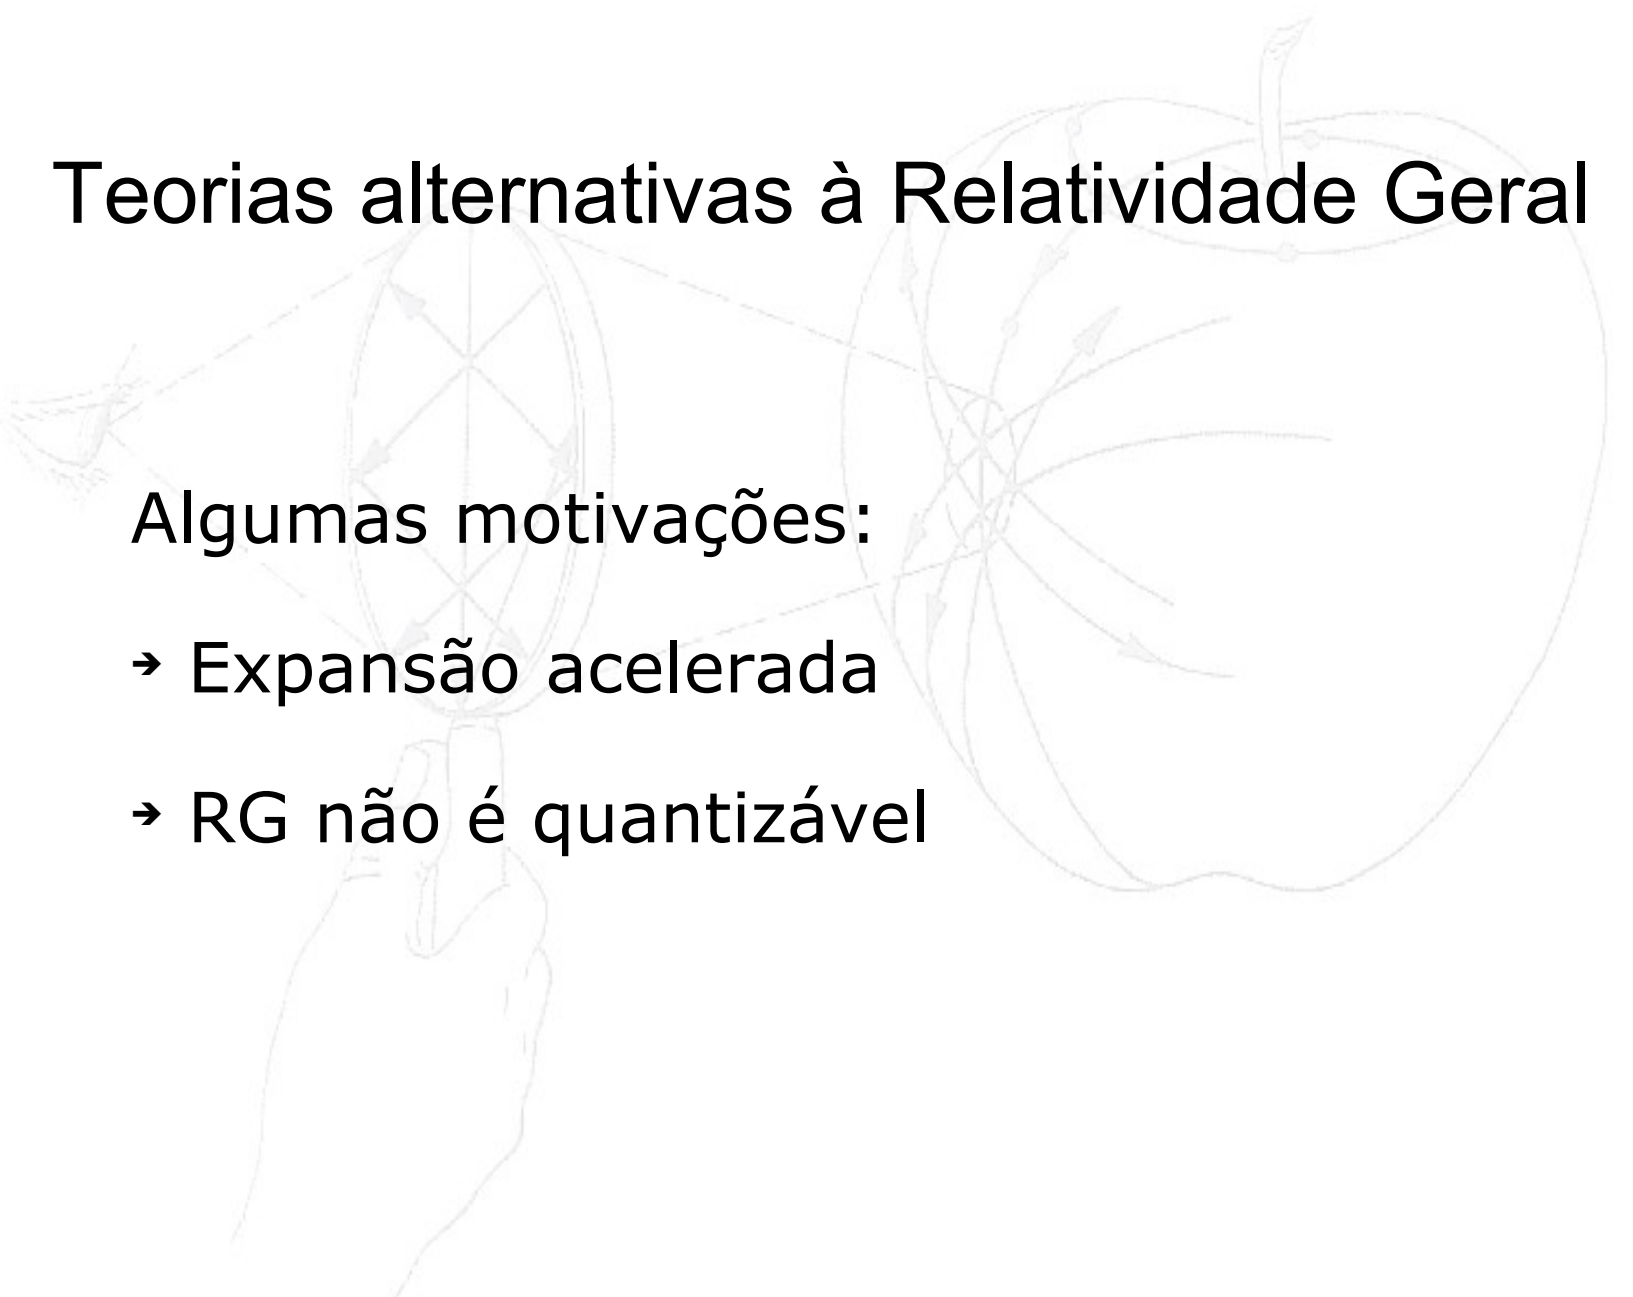 Teorias alternativas à Relatividade Geral
Algumas motivações:
➔ Expansão acelerada
➔ RG não é quantizável